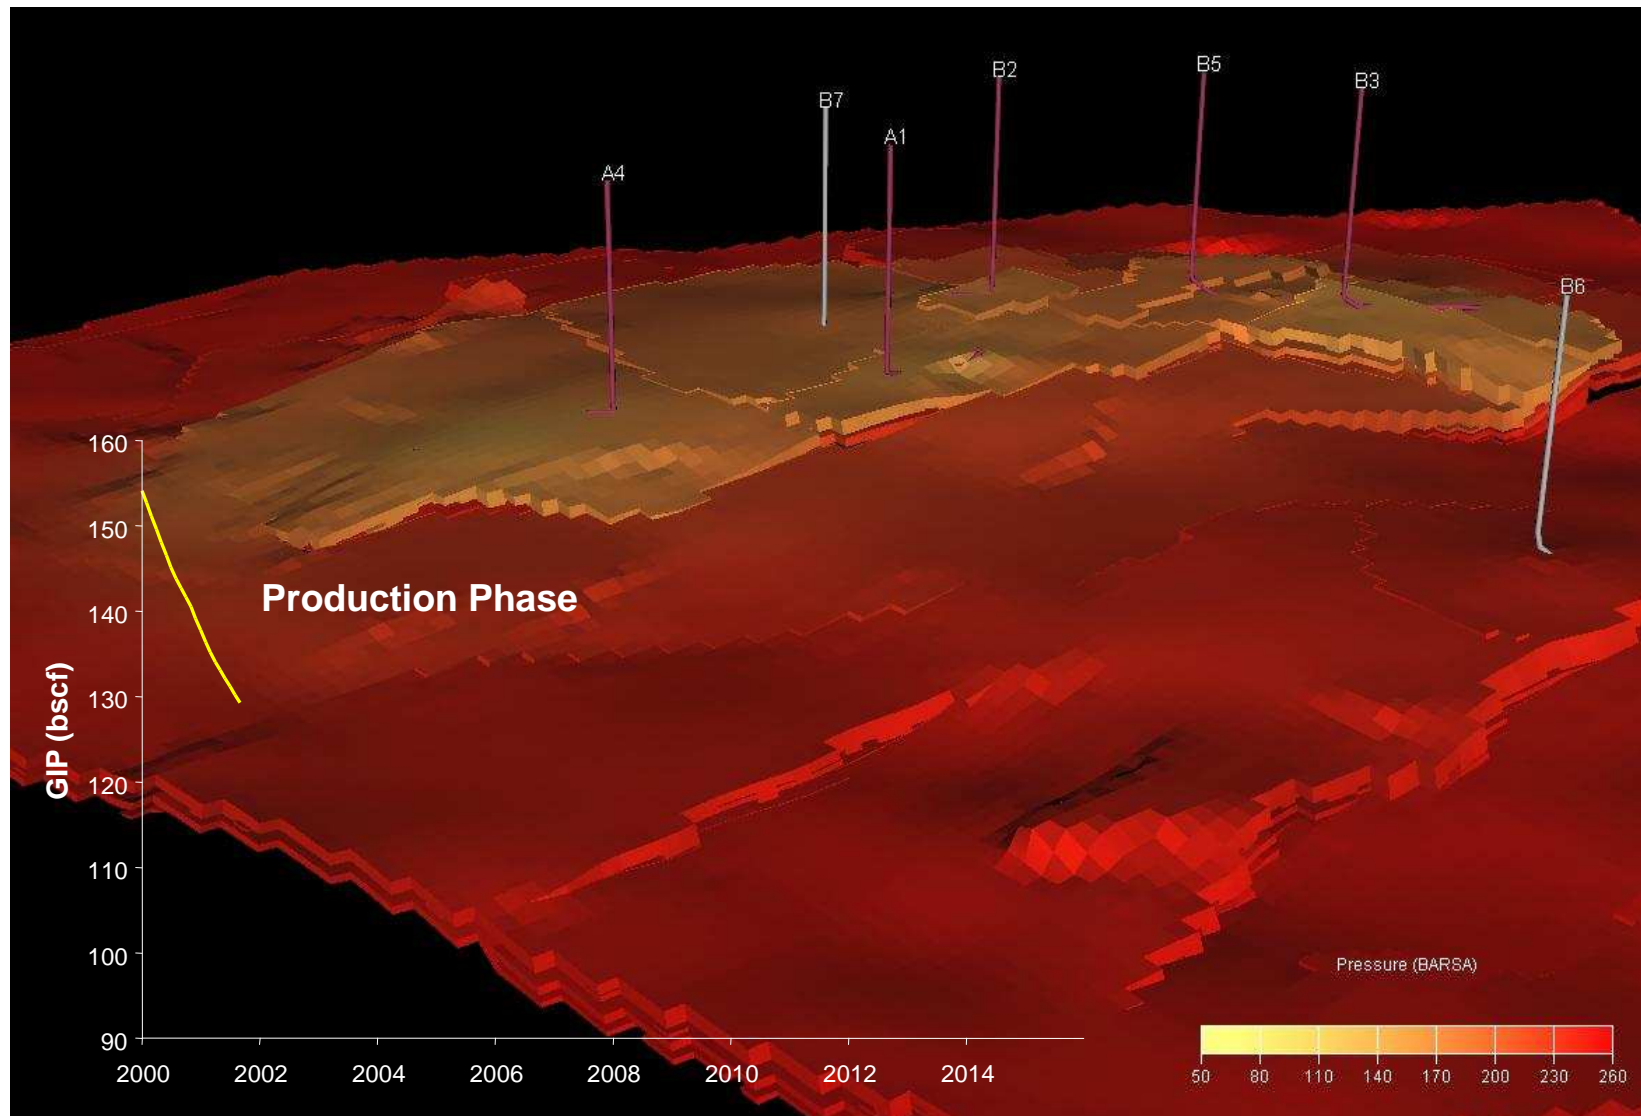 B5
B2
B3
B7
A1
A4
B6
160
150
Production Phase
140
130
GIP (bscf)
120
110
100
Pressure (BARSA)
90
2000 2002 2004 2006 2008 2010 2012 2014
50 80 110 140 170 200 230 260